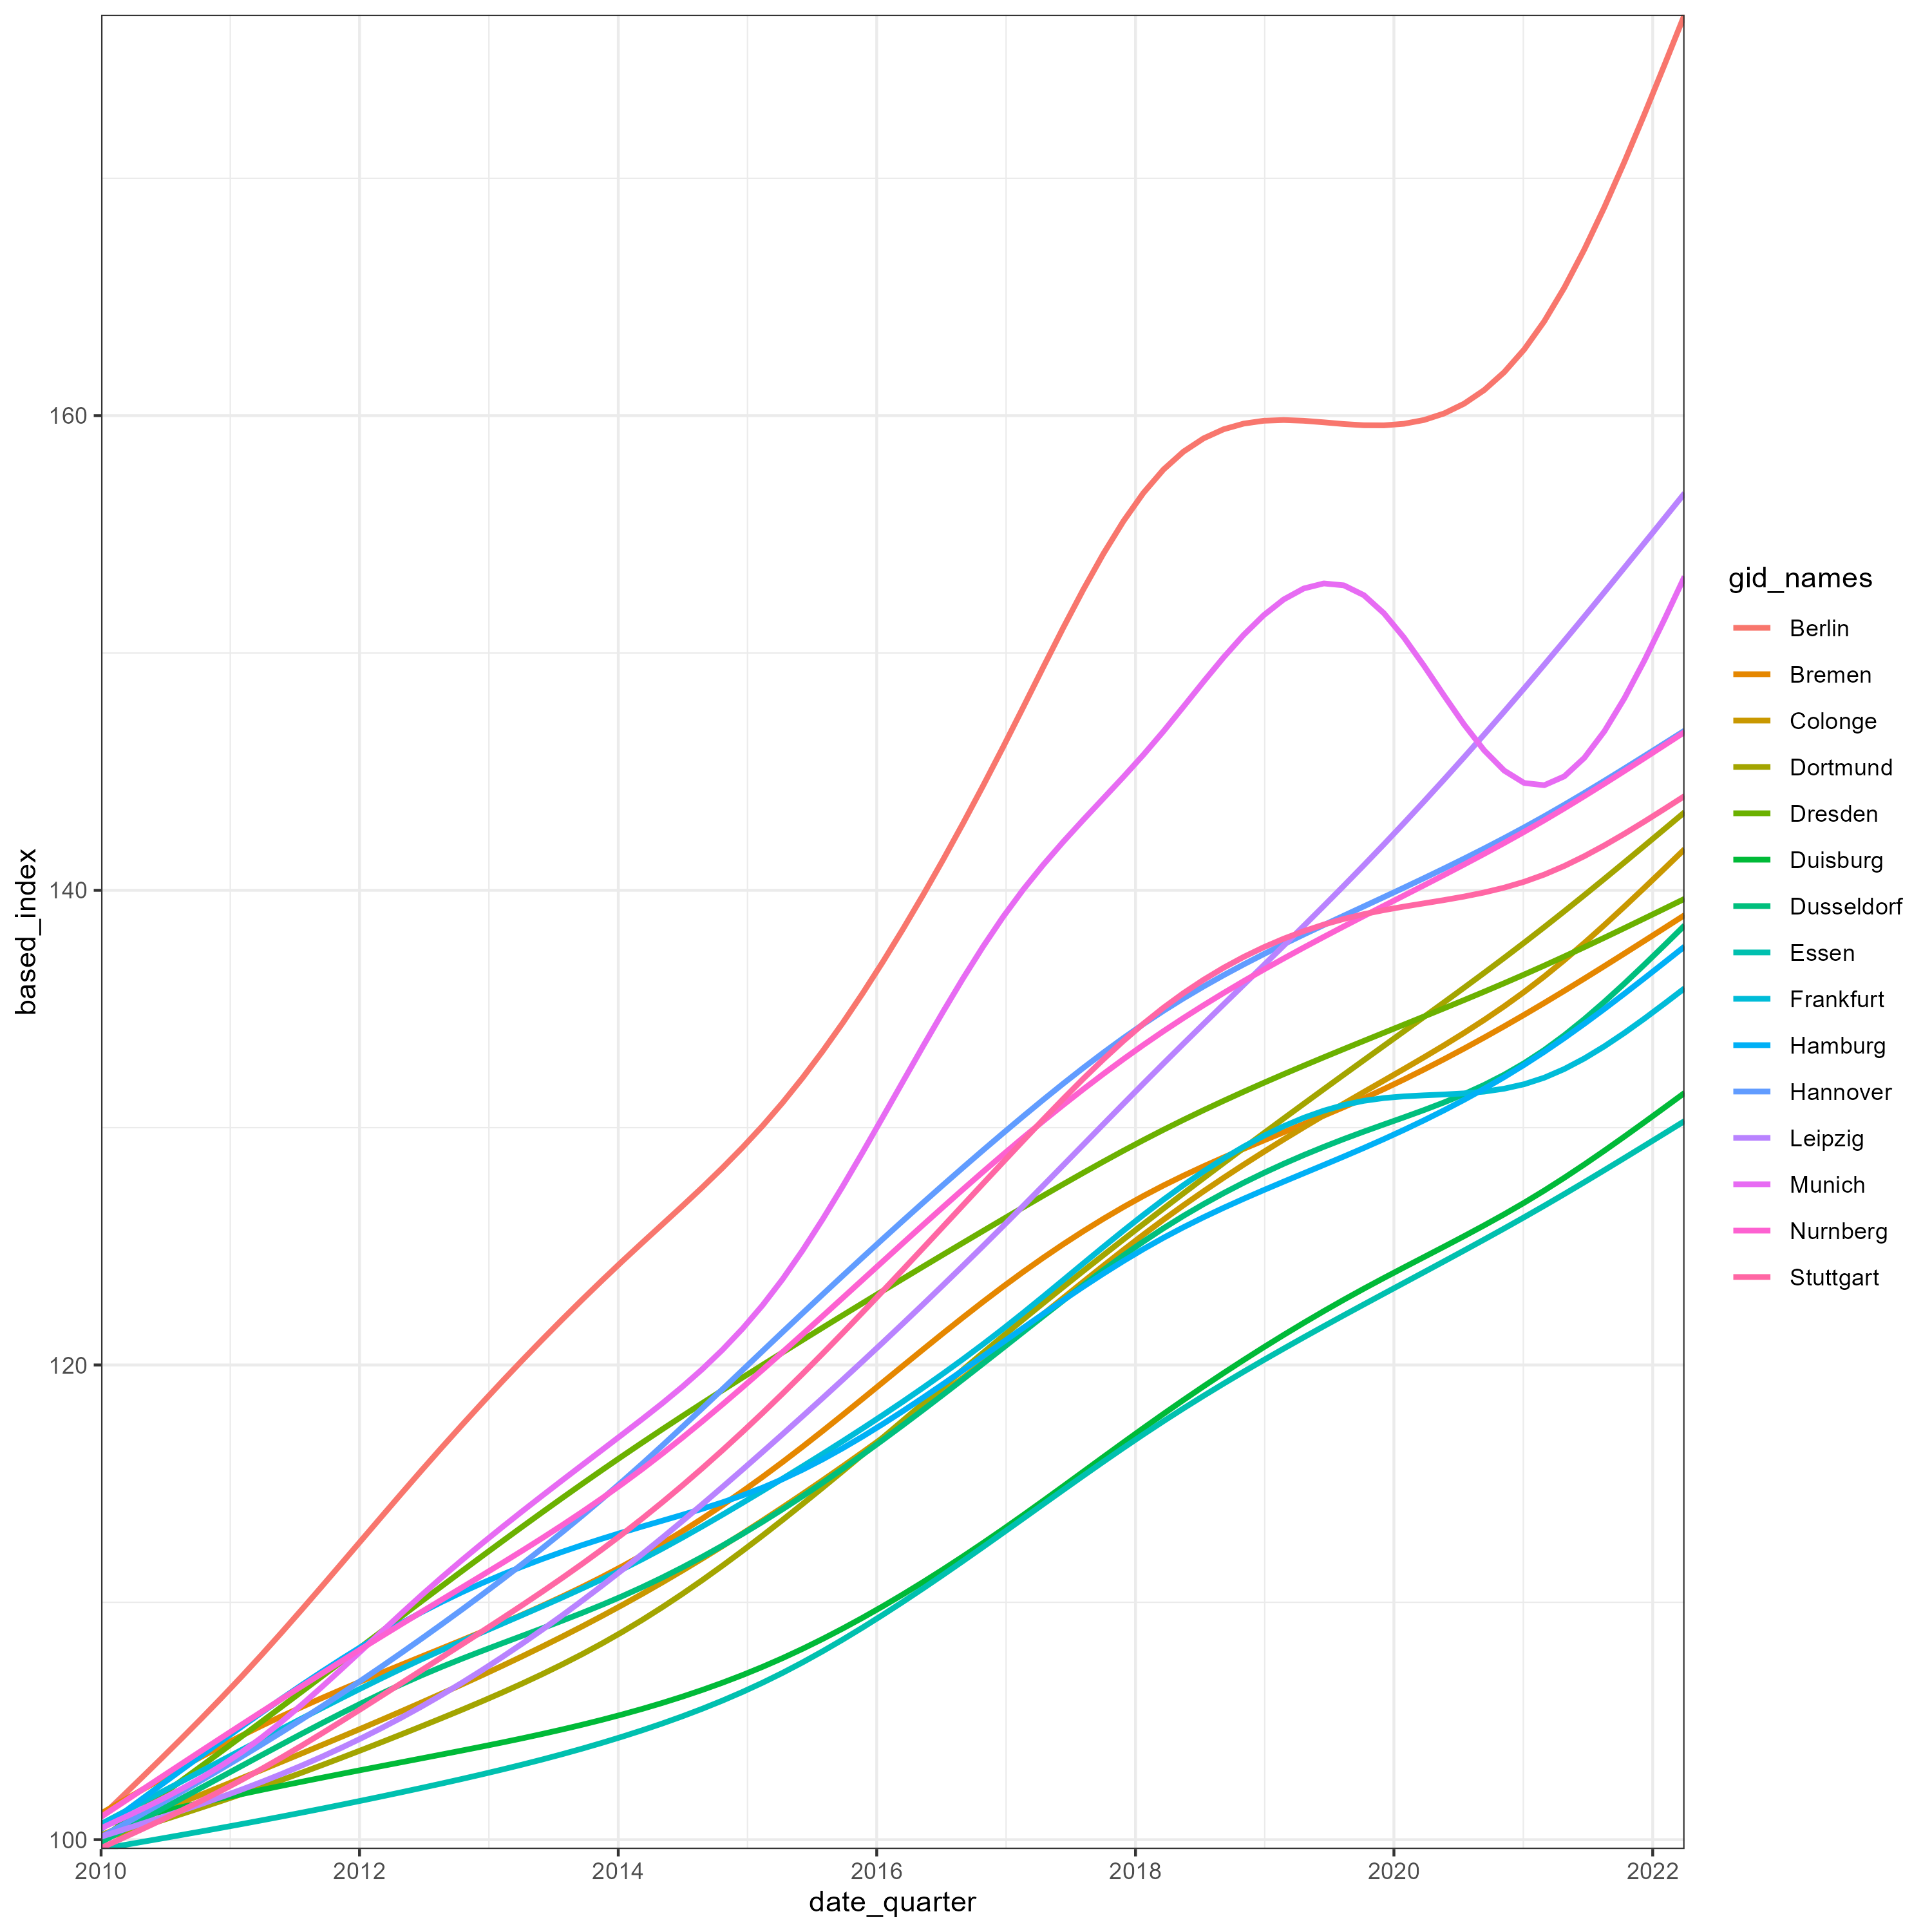 160
140
120
100
based_index
2010 2012 2014 2016 2018 2020 2022
date_quarter
gid_names
Berlin
Bremen
Colonge
Dortmund
Dresden
Duisburg
Dusseldorf
Essen
Frankfurt
Hamburg
Hannover
Leipzig
Munich
Nurnberg
Stuttgart